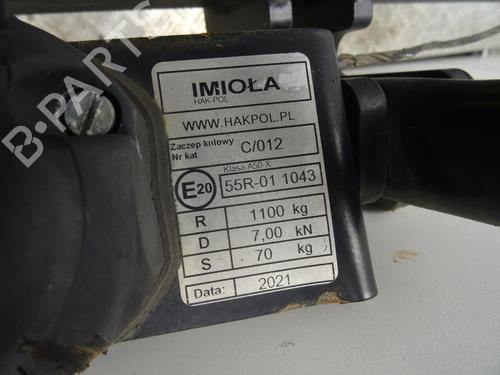 IMIOŁA
HAK-POL
WWW.HAKPOL.PL
Zaczep kulowy
Nr kat
C/012
Klasa A50-X
E20
55R-01 1043
R 1100 kg
D 7,00 kN
S 70 kg
Data: 2021
B-PARTS